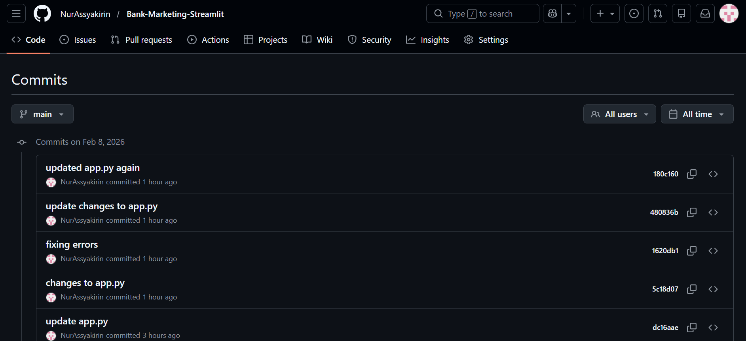 NurAssyakirin / Bank-Marketing-Streamlit
Type / to search
Code Issues Pull requests Actions Projects Wiki Security Insights Settings
Commits
main All users All time
Commits on Feb 8, 2026
updated app.py again
NurAssyakirin committed 1 hour ago
180c160
update changes to app.py
NurAssyakirin committed 1 hour ago
480836b
fixing errors
NurAssyakirin committed 1 hour ago
1620db1
changes to app.py
NurAssyakirin committed 1 hour ago
5c18d07
update app.py
NurAssyakirin committed 3 hours ago
dc16aae